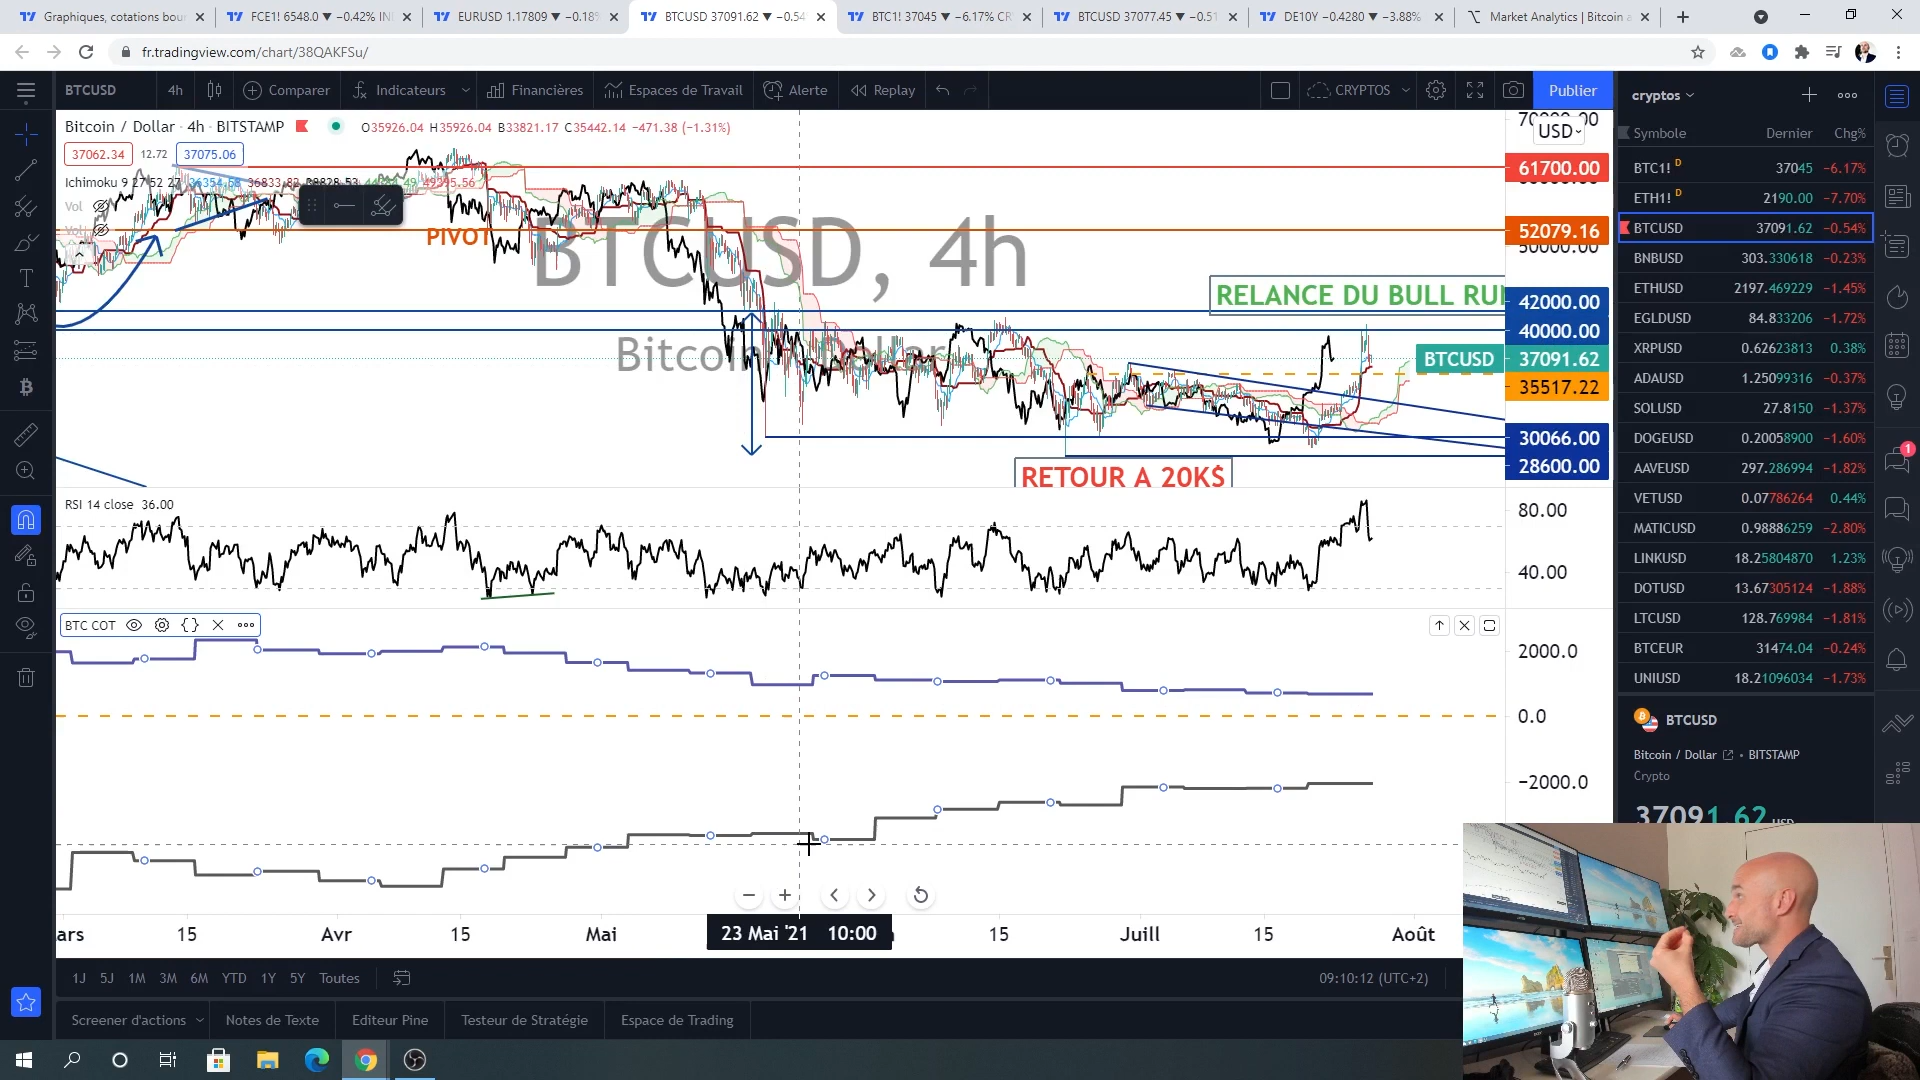 Graphiques, cotations bour
FCE1! 6548.0 ▼ −0.42% IN
EURUSD 1.17809 ▼ −0.18%
BTCUSD 37091.62 ▼ −0.54
BTC1! 37045 ▼ −6.17% CR
BTCUSD 37077.45 ▼ −0.51
DE10Y −0.4280 ▼ −3.88%
Market Analytics | Bitcoin a
fr.tradingview.com/chart/38QAKFSu/
BTCUSD
4h
Comparer
Indicateurs
Financières
Espaces de Travail
Alerte
Replay
CRYPTOS
Publier
Bitcoin / Dollar · 4h · BITSTAMP
O35926.04 H35926.04 B33821.17 C35442.14 −471.38 (−1.31%)
37062.34
12.72
37075.06
Ichimoku 9 27 52 27
Vol
PIVOT
BTCUSD, 4h
Bitcoin / Dollar
RELANCE DU BULL RU
RETOUR A 20K$
USD
61700.00
52079.16
50000.00
42000.00
40000.00
BTCUSD 37091.62
35517.22
30066.00
28600.00
RSI 14 close 36.00
80.00
40.00
BTC COT
2000.0
0.0
−2000.0
15
Avr
15
Mai
23 Mai '21 10:00
15
Juill
15
Août
1J 5J 1M 3M 6M YTD 1Y 5Y Toutes
09:10:12 (UTC+2)
Screener d'actions
Notes de Texte
Editeur Pine
Testeur de Stratégie
Espace de Trading
cryptos
Symbole Dernier Chg%
BTC1! D 37045 −6.17%
ETH1! D 2190.00 −7.70%
BTCUSD 37091.62 −0.54%
BNBUSD 303.330618 −0.23%
ETHUSD 2197.469229 −1.45%
EGLDUSD 84.833206 −1.72%
XRPUSD 0.62623813 0.38%
ADAUSD 1.25099316 −0.37%
SOLUSD 27.8150 −1.37%
DOGEUSD 0.20058900 −1.60%
AAVEUSD 297.286994 −1.82%
VETUSD 0.07786264 0.44%
MATICUSD 0.98886259 −2.80%
LINKUSD 18.25804870 1.23%
DOTUSD 13.67305124 −1.88%
LTCUSD 128.769984 −1.81%
BTCEUR 31474.04 −0.24%
UNIUSD 18.21096034 −1.73%
1
BTCUSD
Bitcoin / Dollar • BITSTAMP
Crypto
37091.62 USD